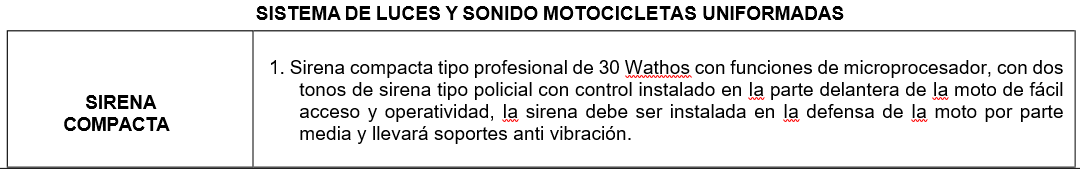 SISTEMA DE LUCES Y SONIDO MOTOCICLETAS UNIFORMADAS
SIRENA
COMPACTA
1. Sirena compacta tipo profesional de 30 Wathos con funciones de microprocesador, con dos
tonos de sirena tipo policial con control instalado en la parte delantera de la moto de fácil
acceso y operatividad, la sirena debe ser instalada en la defensa de la moto por parte
media y llevará soportes anti vibración.